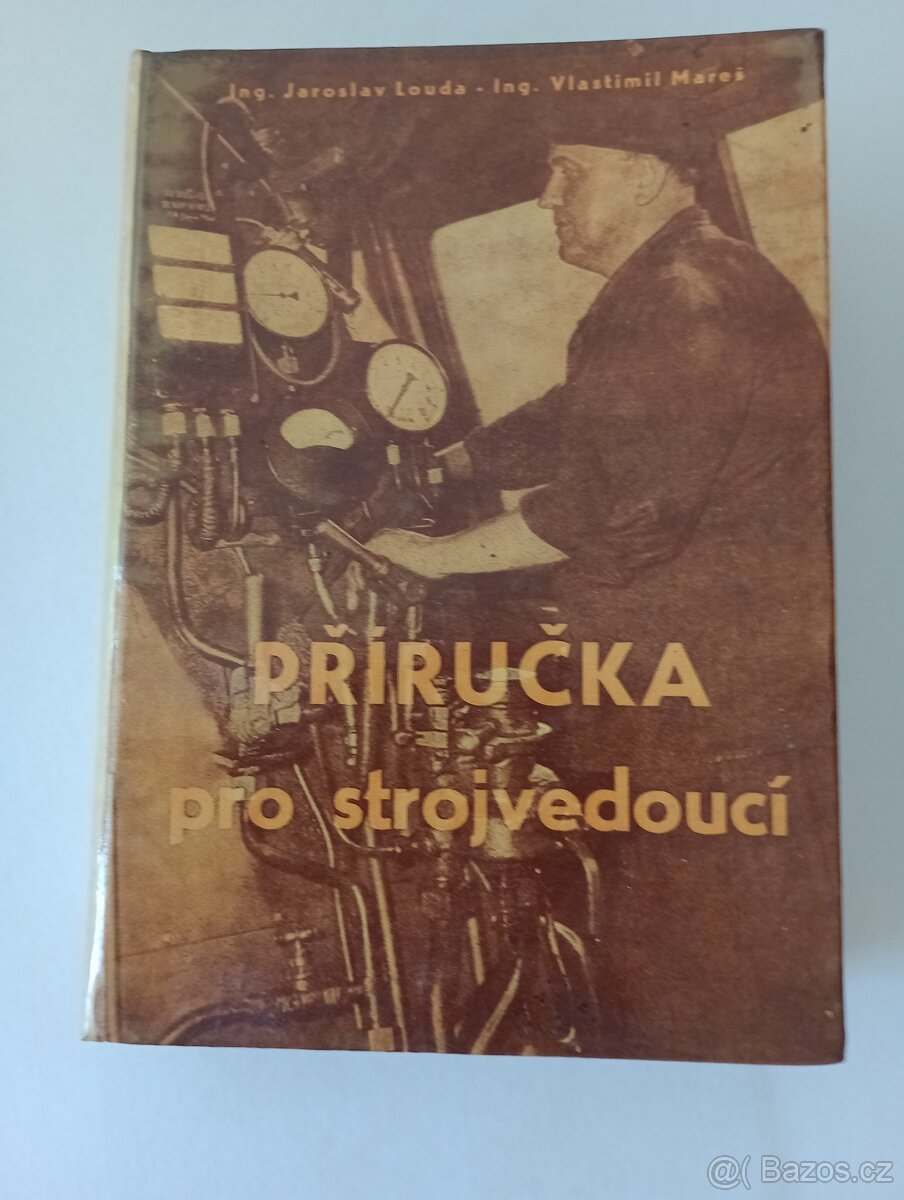 Ing. Jaroslav Louda - Ing. Vlastimil Mareš
PŘÍRUČKA
pro strojvedoucí
@( Bazos.cz